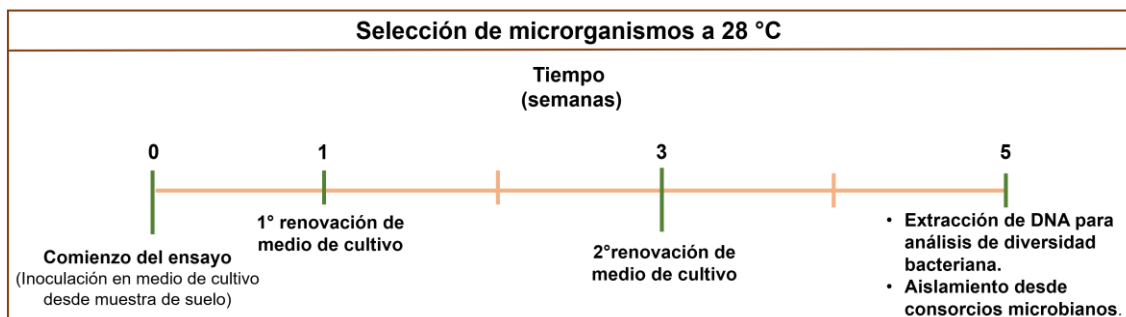 Selección de microrganismos a 28 °C
Tiempo
(semanas)
0
1
3
5
1° renovación de
medio de cultivo
Comienzo del ensayo
(Inoculación en medio de cultivo
desde muestra de suelo)
2°renovación de
medio de cultivo
• Extracción de DNA para
análisis de diversidad
bacteriana.
• Aislamiento desde
consorcios microbianos.